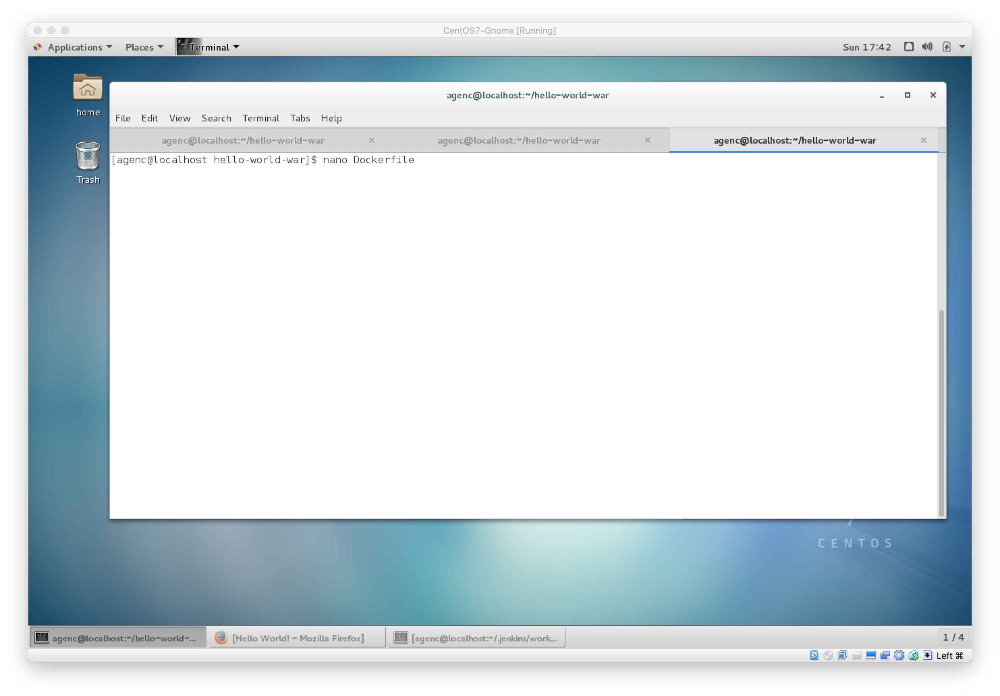 CentOS7-Gnome [Running]
Applications Places Terminal Sun 17:42
home
Trash
agenc@localhost:~/hello-world-war
File Edit View Search Terminal Tabs Help
agenc@localhost:~/hello-world-war agenc@localhost:~/hello-world-war agenc@localhost:~/hello-world-war
[agenc@localhost hello-world-war]$ nano Dockerfile
CENTOS
agenc@localhost:~/hello-world-... [Hello World! - Mozilla Firefox] [agenc@localhost:~/.jenkins/work... 1 / 4
Left ⌘